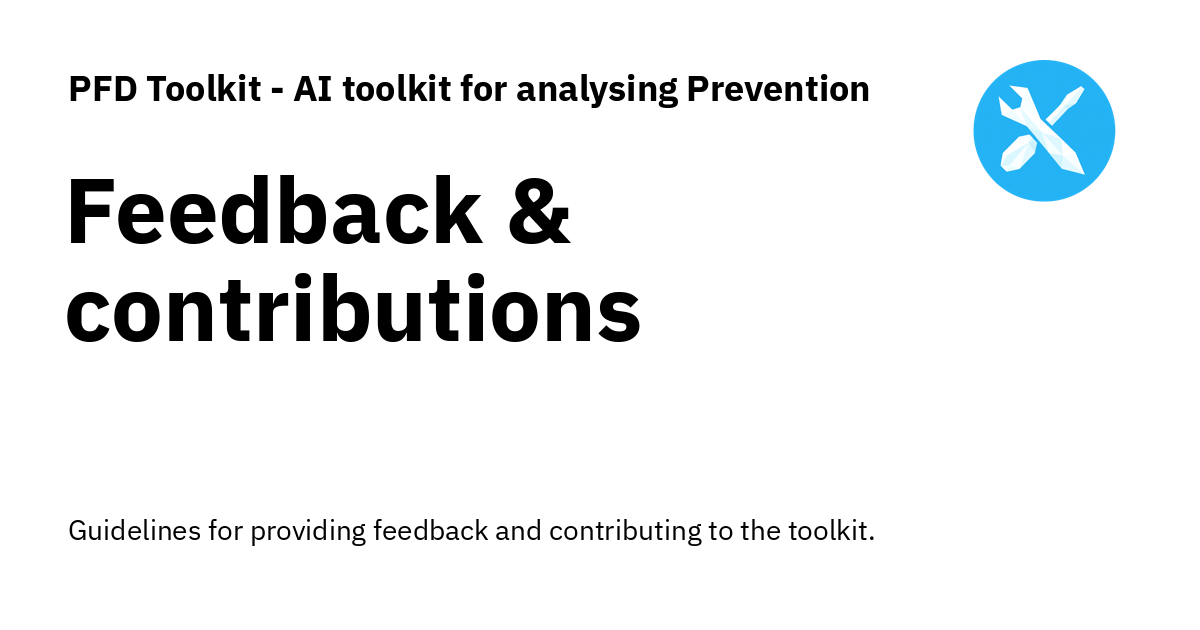 PFD Toolkit - AI toolkit for analysing Prevention
Feedback &
contributions
Guidelines for providing feedback and contributing to the toolkit.